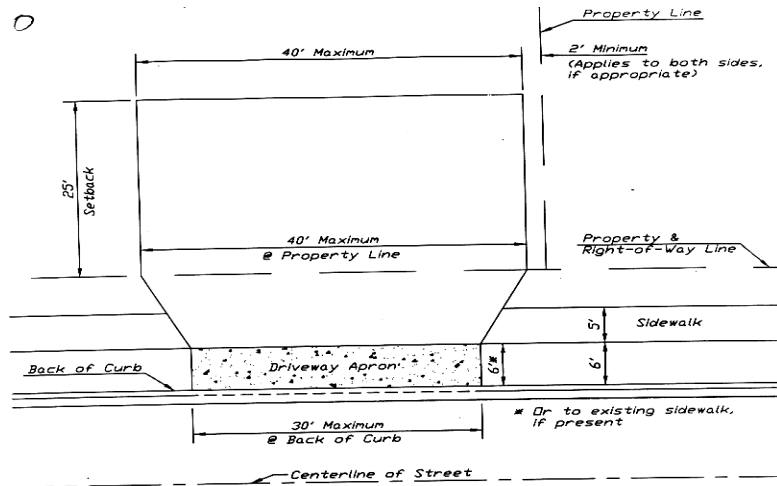 Property Line
40' Maximum
2' Minimum
(Applies to both sides,
if appropriate)
25'
Setback
40' Maximum
@ Property Line
Property &
Right-of-Way Line
5'
Sidewalk
Back of Curb
Driveway Apron
6'*
6'
* Or to existing sidewalk,
if present
30' Maximum
@ Back of Curb
Centerline of Street